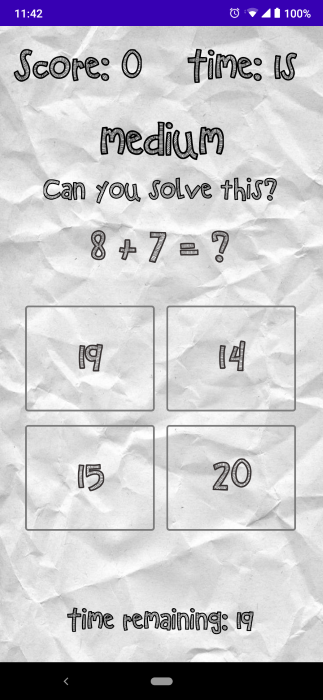 11:42 100%
Score: 0 time: 1s
medium
Can you solve this?
8 + 7 = ?
19 14
15 20
time remaining: 19